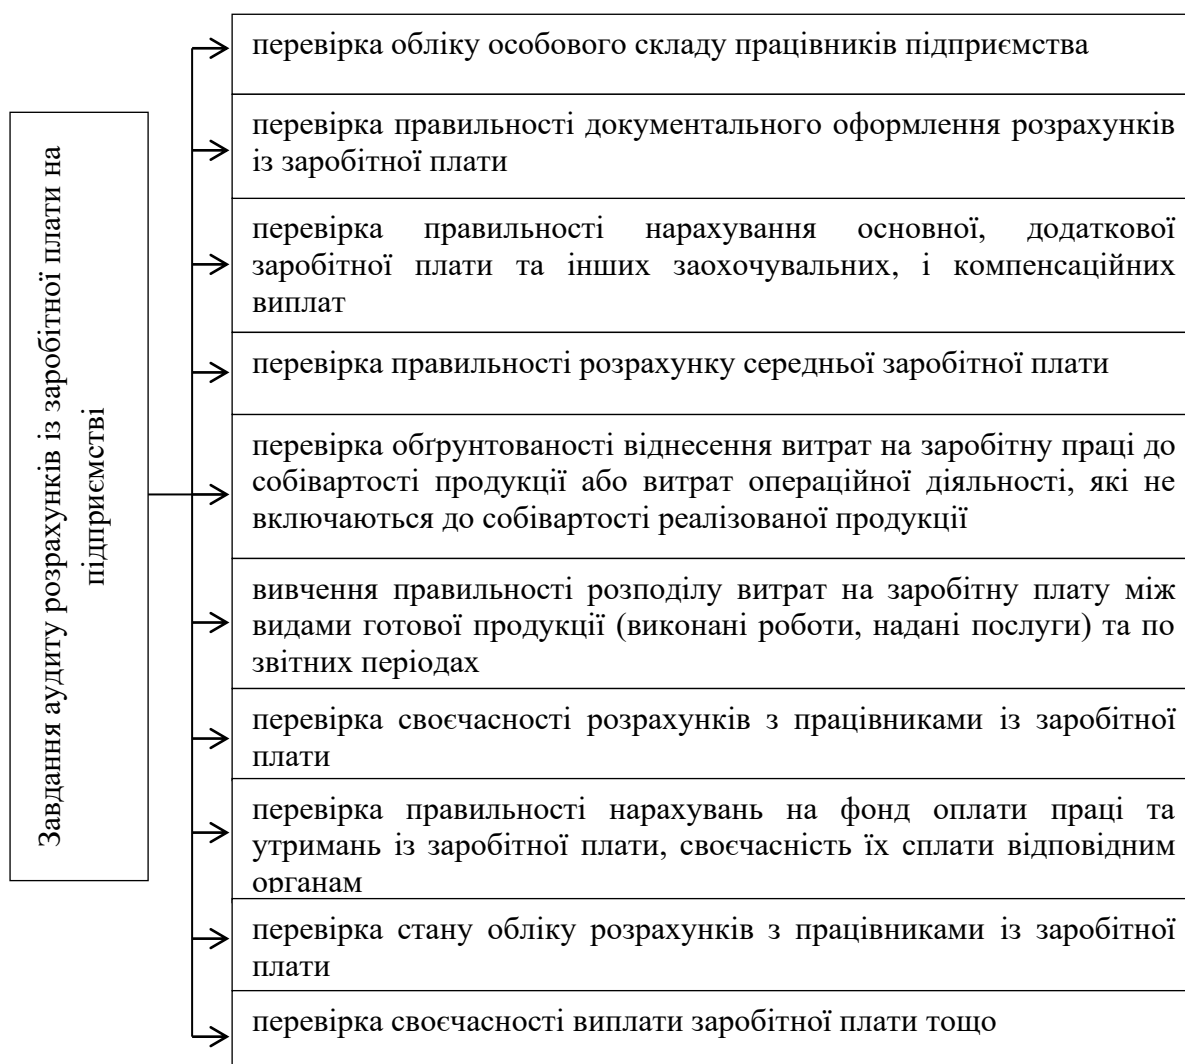 Завдання аудиту розрахунків із заробітної плати на
підприємстві
перевірка обліку особового складу працівників підприємства
перевірка правильності документального оформлення розрахунків
із заробітної плати
перевірка правильності нарахування основної, додаткової
заробітної плати та інших заохочувальних, і компенсаційних
виплат
перевірка правильності розрахунку середньої заробітної плати
перевірка обґрунтованості віднесення витрат на заробітну праці до
собівартості продукції або витрат операційної діяльності, які не
включаються до собівартості реалізованої продукції
вивчення правильності розподілу витрат на заробітну плату між
видами готової продукції (виконані роботи, надані послуги) та по
звітних періодах
перевірка своєчасності розрахунків з працівниками із заробітної
плати
перевірка правильності нарахувань на фонд оплати праці та
утримань із заробітної плати, своєчасність їх сплати відповідним
органам
перевірка стану обліку розрахунків з працівниками із заробітної
плати
перевірка своєчасності виплати заробітної плати тощо